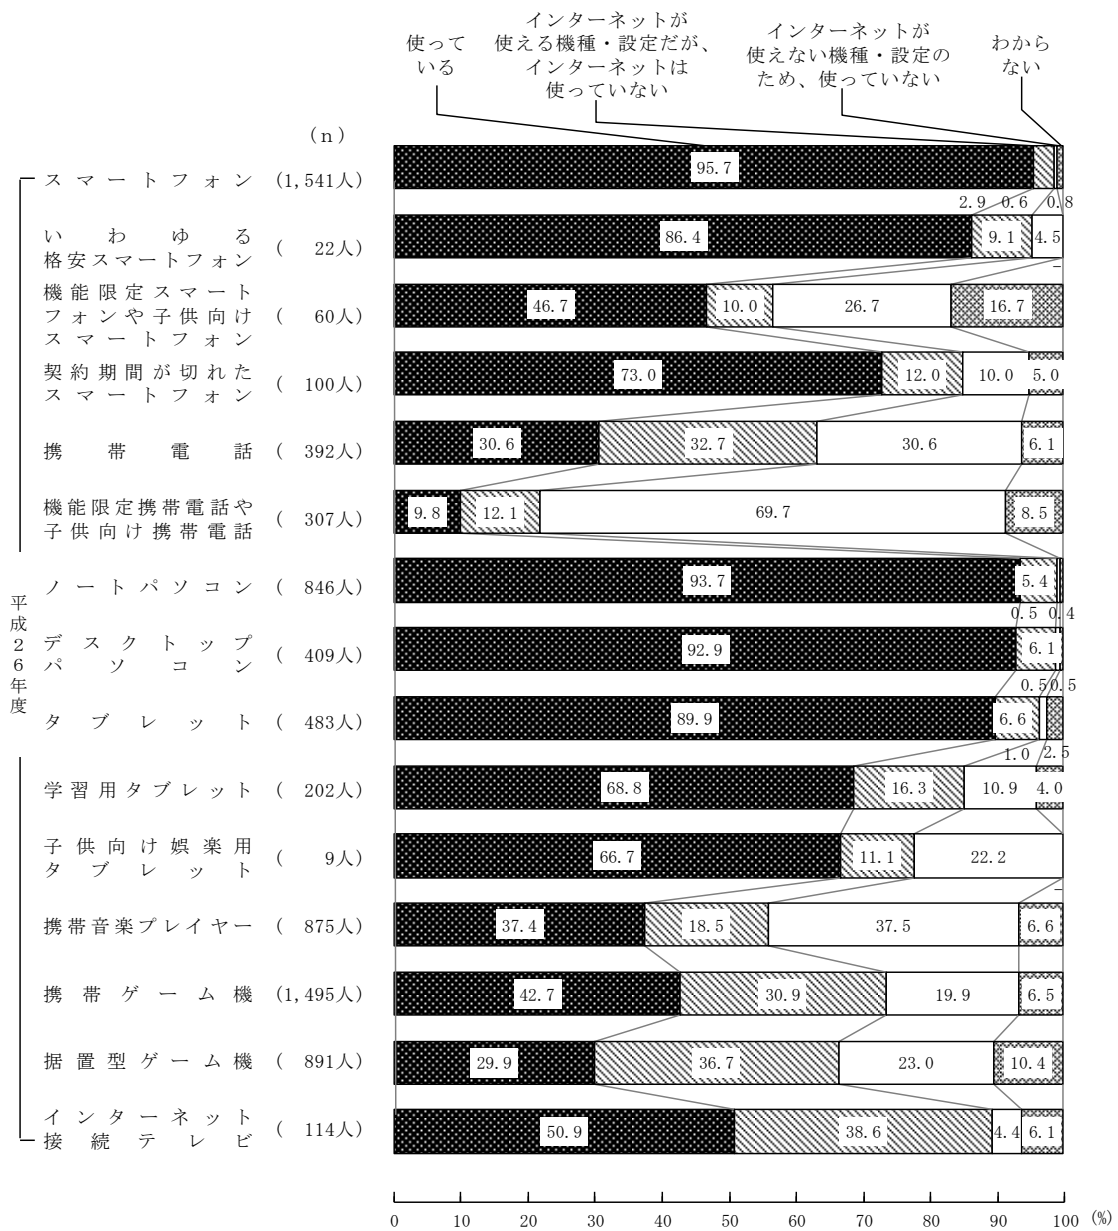 使って
いる
インターネットが
使える機種・設定だが、
インターネットは
使っていない
インターネットが
使えない機種・設定の
ため、使っていない
わから
ない
(n)
平成26年度
スマートフォン (1,541人) 95.7
2.9 0.6 0.8
いわゆる
格安スマートフォン ( 22人) 86.4 9.1 4.5
－
機能限定スマート
フォンや子供向け ( 60人) 46.7 10.0 26.7 16.7
スマートフォン
契約期間が切れた
スマートフォン ( 100人) 73.0 12.0 10.0 5.0
携帯電話 ( 392人) 30.6 32.7 30.6 6.1
機能限定携帯電話や
子供向け携帯電話 ( 307人) 9.8 12.1 69.7 8.5
ノートパソコン ( 846人) 93.7 5.4
0.5 0.4
デスクトップ
パソコン ( 409人) 92.9 6.1
0.5 0.5
タブレット ( 483人) 89.9 6.6
1.0 2.5
学習用タブレット ( 202人) 68.8 16.3 10.9 4.0
子供向け娯楽用
タブレット ( 9人) 66.7 11.1 22.2
－
携帯音楽プレイヤー ( 875人) 37.4 18.5 37.5 6.6
携帯ゲーム機 (1,495人) 42.7 30.9 19.9 6.5
据置型ゲーム機 ( 891人) 29.9 36.7 23.0 10.4
インターネット
接続テレビ ( 114人) 50.9 38.6 4.4 6.1
0 10 20 30 40 50 60 70 80 90 100 (%)